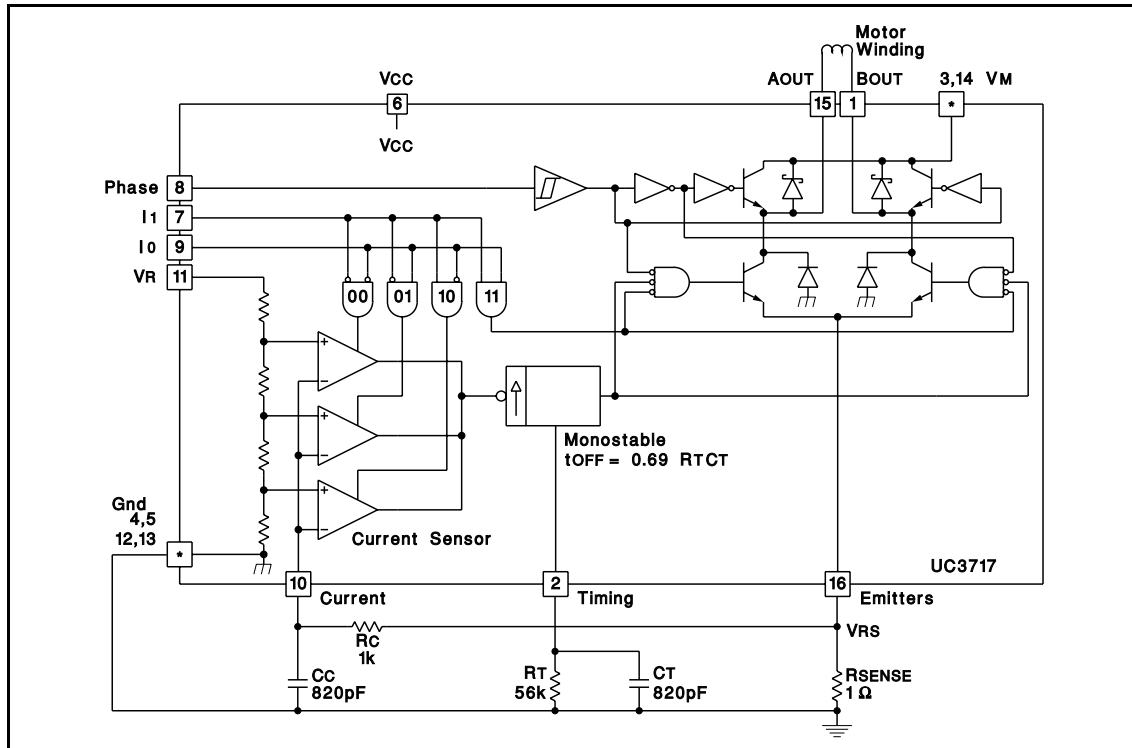 Motor
Winding
VCC
AOUT
BOUT
3,14 VM
6
15
1
*
VCC
Phase
8
I1
7
I0
9
VR
11
00
01
10
11
+
−
+
−
+
−
Monostable
tOFF = 0.69 RTCT
Gnd
4,5
12,13
*
Current Sensor
UC3717
10
Current
2
Timing
16
Emitters
RC
1k
VRS
CC
820pF
RT
56k
CT
820pF
RSENSE
1 Ω